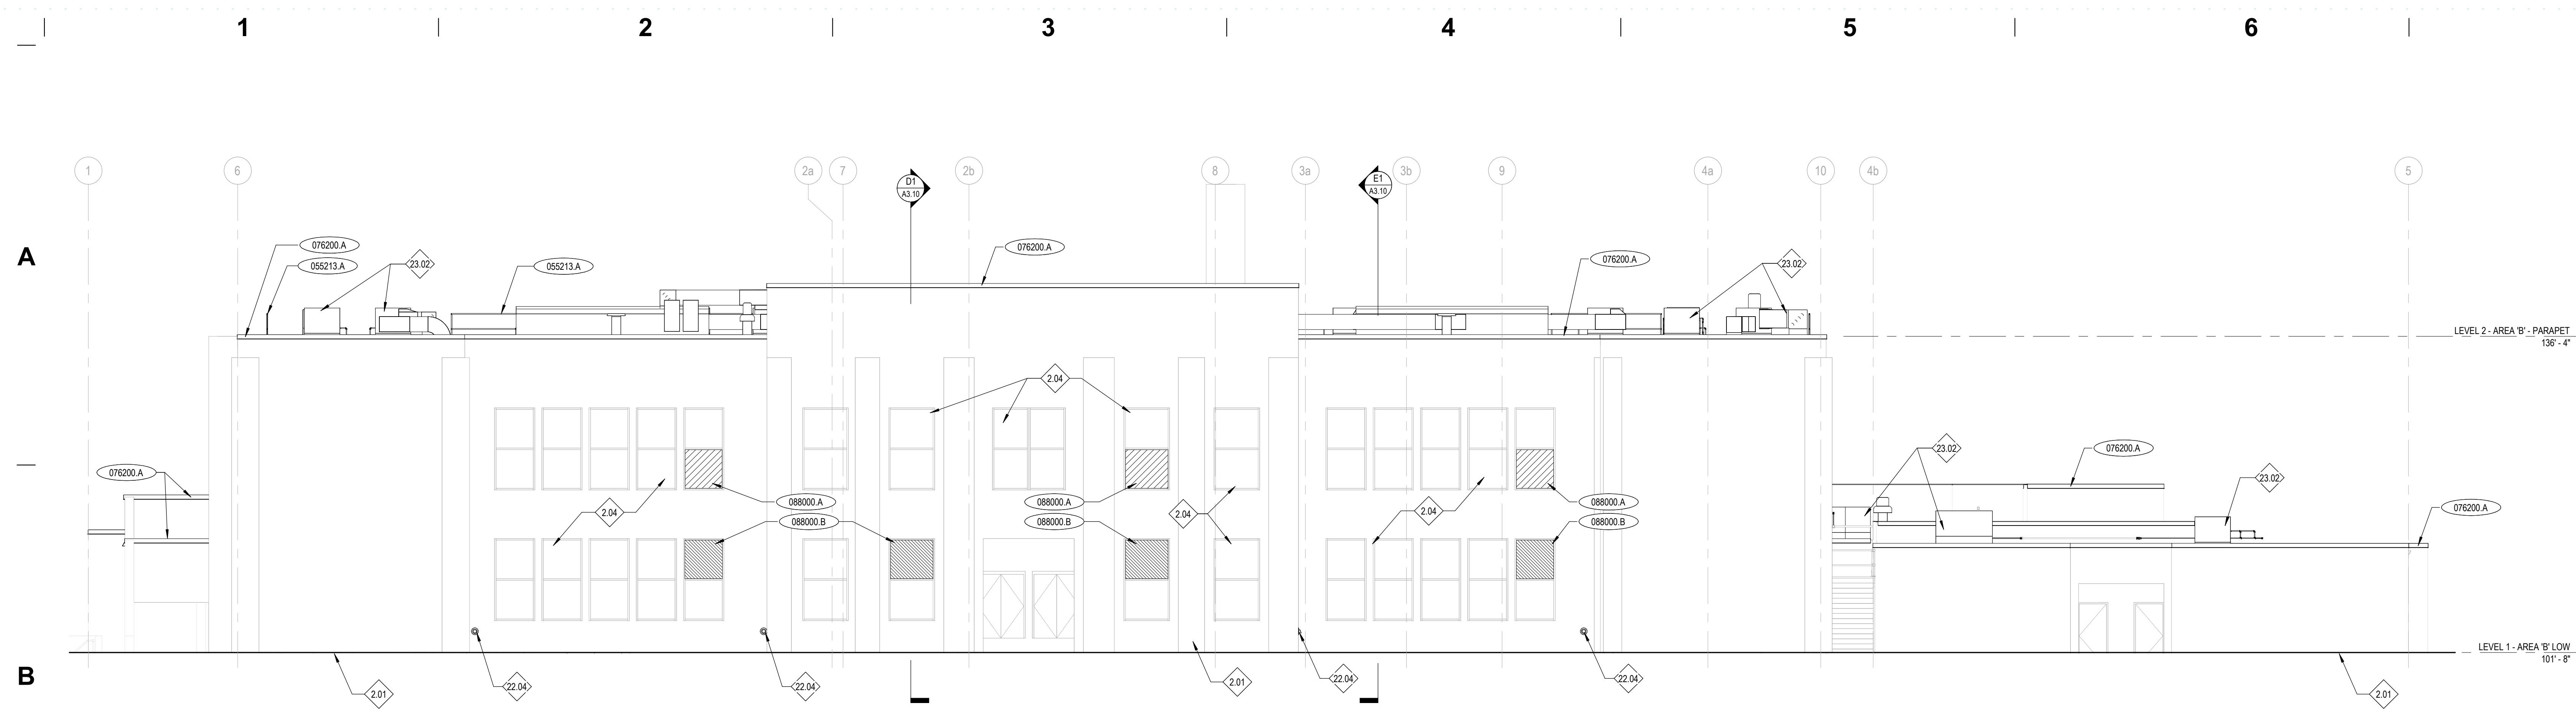 1 2 3 4 5 6
A
B
1 6 2a 7 2b 8 3a 3b 9 4a 10 4b 5
D1
A3.10
E1
A3.10
076200.A
055213.A
23.02
055213.A
076200.A
076200.A
23.02
LEVEL 2 - AREA 'B' - PARAPET
136' - 4"
2.04
076200.A
23.02
076200.A
23.02
076200.A
2.04
088000.A
088000.B
088000.A
088000.B
2.04
2.04
088000.A
088000.B
LEVEL 1 - AREA 'B' LOW
101' - 8"
2.01
22.04
22.04
2.01
22.04
22.04
2.01